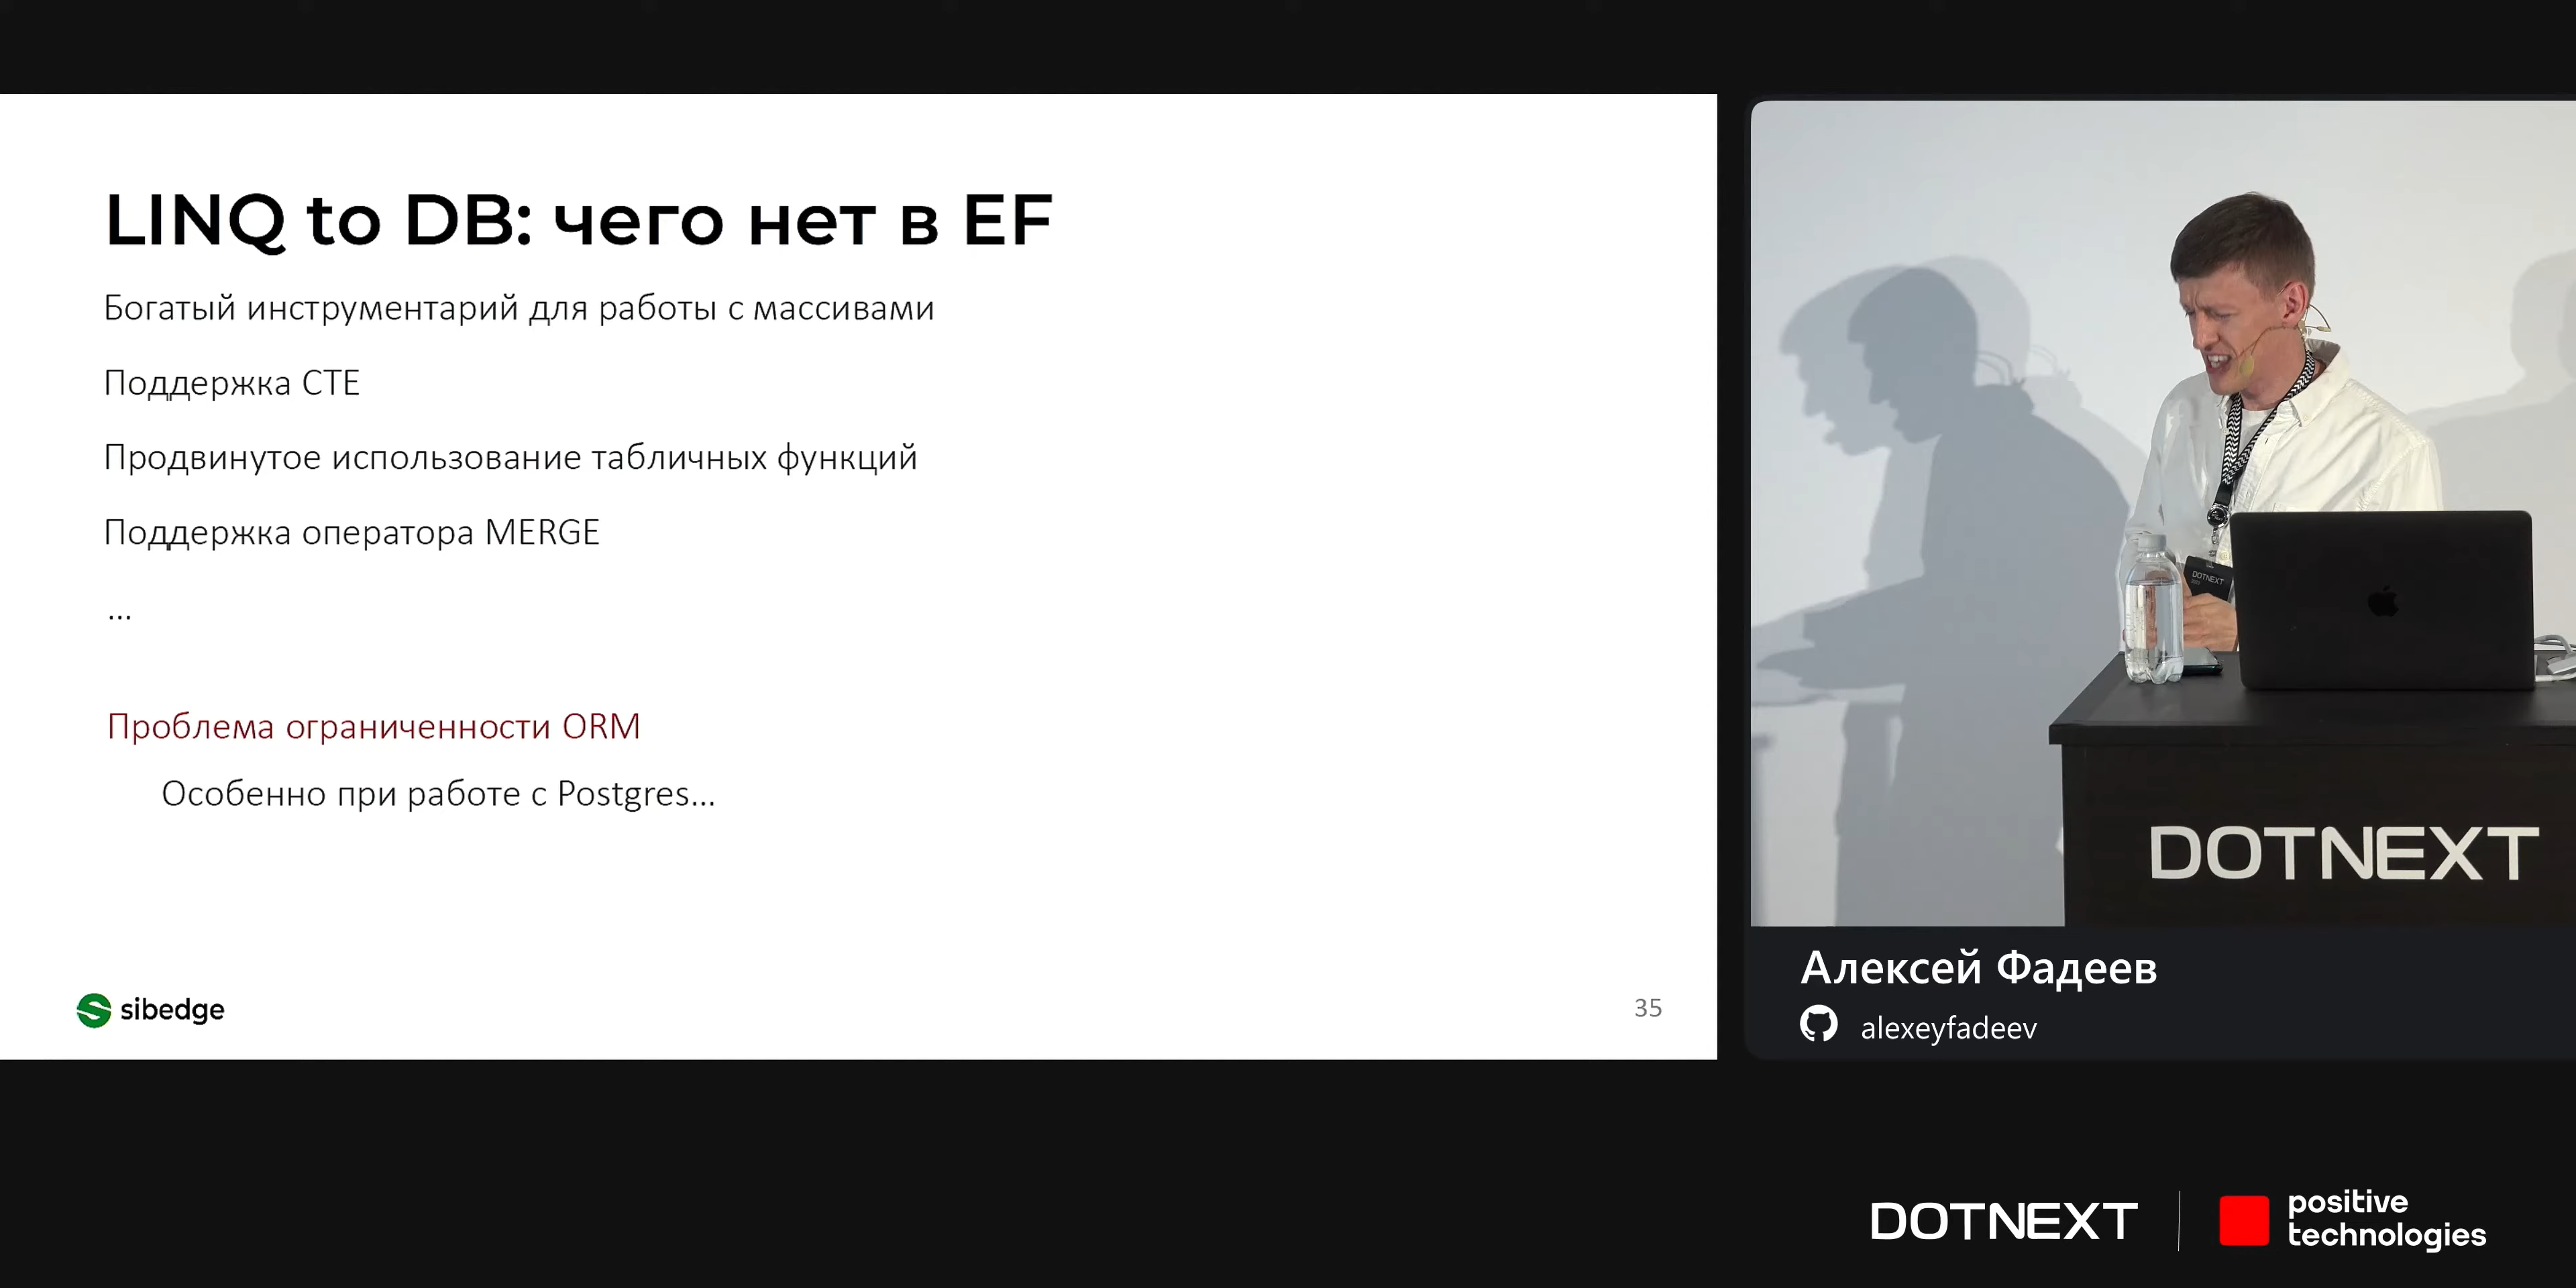 LINQ to DB: чего нет в EF
Богатый инструментарий для работы с массивами
Поддержка CTE
Продвинутое использование табличных функций
Поддержка оператора MERGE
...
Проблема ограниченности ORM
Особенно при работе с Postgres...
sibedge
35
DOTNEXT
DOTNEXT
Алексей Фадеев
alexeyfadeev
DOTNEXT
positive
technologies